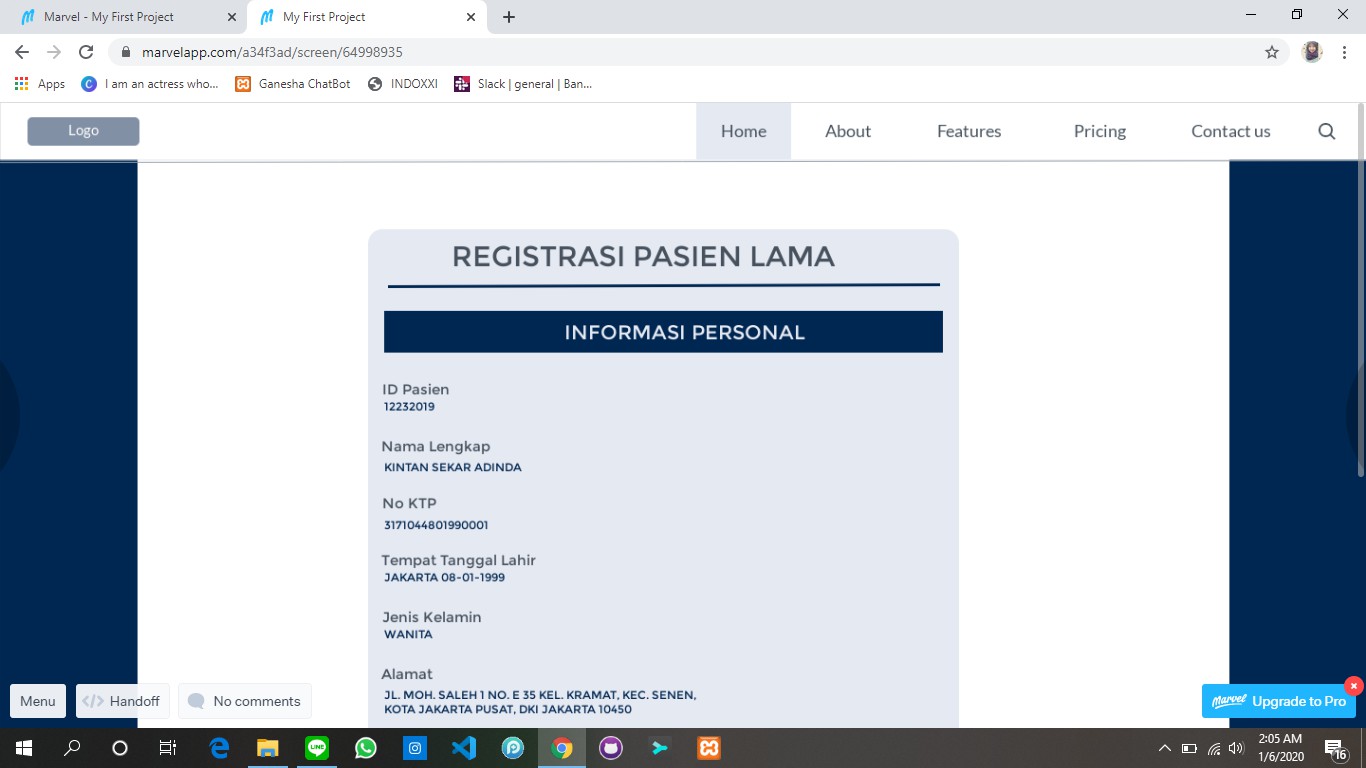 Marvel - My First Project
My First Project
marvelapp.com/a34f3ad/screen/64998935
Apps
I am an actress who...
Ganesha ChatBot
INDOXXI
Slack | general | Ban...
Logo
Home
About
Features
Pricing
Contact us
REGISTRASI PASIEN LAMA
INFORMASI PERSONAL
ID Pasien
12232019
Nama Lengkap
KINTAN SEKAR ADINDA
No KTP
3171044801990001
Tempat Tanggal Lahir
JAKARTA 08-01-1999
Jenis Kelamin
WANITA
Alamat
JL. MOH. SALEH 1 NO. E 35 KEL. KRAMAT, KEC. SENEN,
KOTA JAKARTA PUSAT, DKI JAKARTA 10450
Menu
</> Handoff
No comments
Marvel Upgrade to Pro
LINE
2:05 AM
1/6/2020
16